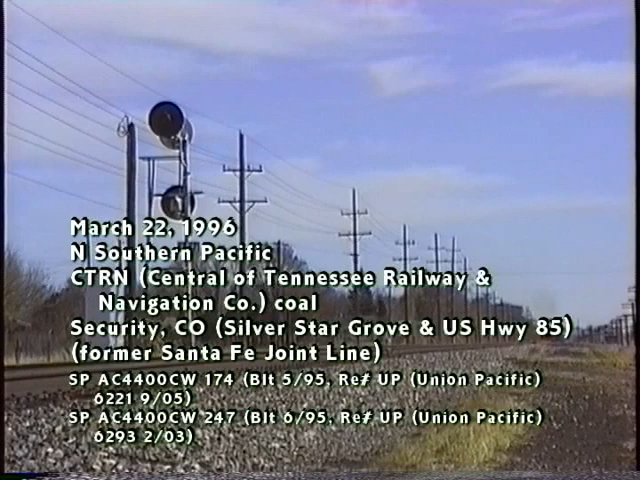 March 22, 1996
N Southern Pacific
CTRN (Central of Tennessee Railway &
Navigation Co.) coal
Security, CO (Silver Star Grove & US Hwy 85)
(former Santa Fe Joint Line)
SP AC4400CW 174 (Blt 5/95, Re# UP (Union Pacific)
6221 9/05)
SP AC4400CW 247 (Blt 6/95, Re# UP (Union Pacific)
6293 2/03)